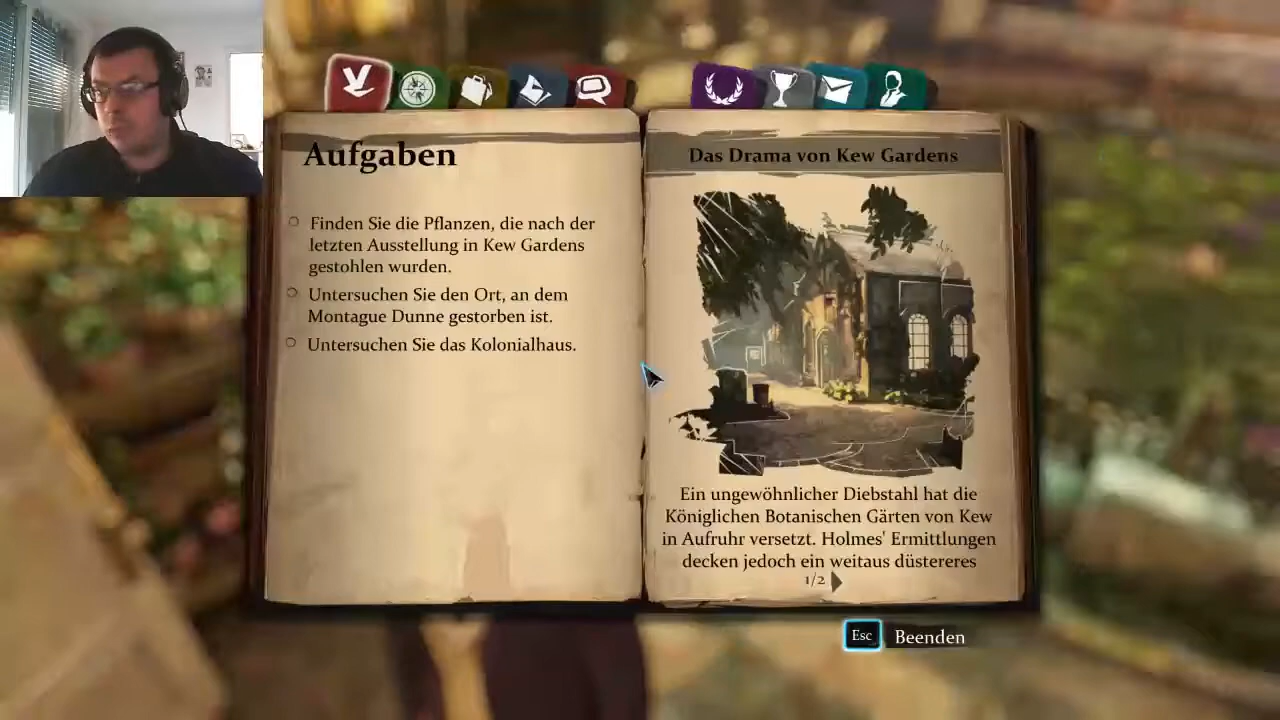 Aufgaben
Finden Sie die Pflanzen, die nach der
letzten Ausstellung in Kew Gardens
gestohlen wurden.
Untersuchen Sie den Ort, an dem
Montague Dunne gestorben ist.
Untersuchen Sie das Kolonialhaus.
Das Drama von Kew Gardens
Ein ungewöhnlicher Diebstahl hat die
Königlichen Botanischen Gärten von Kew
in Aufruhr versetzt. Holmes' Ermittlungen
decken jedoch ein weitaus düstereres
1/2
Esc Beenden